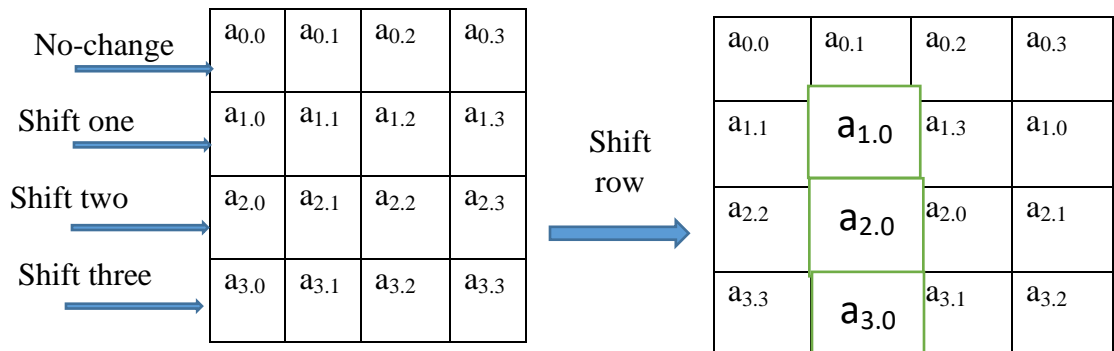 No-change
a0.0 a0.1 a0.2 a0.3
Shift one
a1.0 a1.1 a1.2 a1.3
Shift two
a2.0 a2.1 a2.2 a2.3
Shift three
a3.0 a3.1 a3.2 a3.3
Shift
row
a0.0 a0.1 a0.2 a0.3
a1.1 a1.0 a1.3 a1.0
a2.2 a2.0 a2.0 a2.1
a3.3 a3.0 a3.1 a3.2